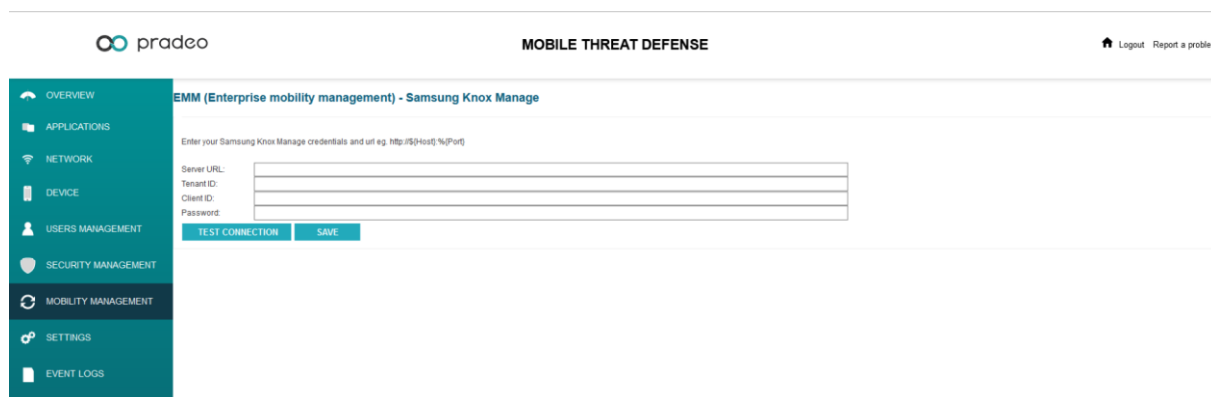 pradeo
MOBILE THREAT DEFENSE
Logout Report a proble
OVERVIEW
APPLICATIONS
NETWORK
DEVICE
USERS MANAGEMENT
SECURITY MANAGEMENT
MOBILITY MANAGEMENT
SETTINGS
EVENT LOGS
EMM (Enterprise mobility management) - Samsung Knox Manage
Enter your Samsung Knox Manage credentials and url eg. http://${Host}:%{Port}
Server URL:
Tenant ID:
Client ID:
Password:
TEST CONNECTION SAVE